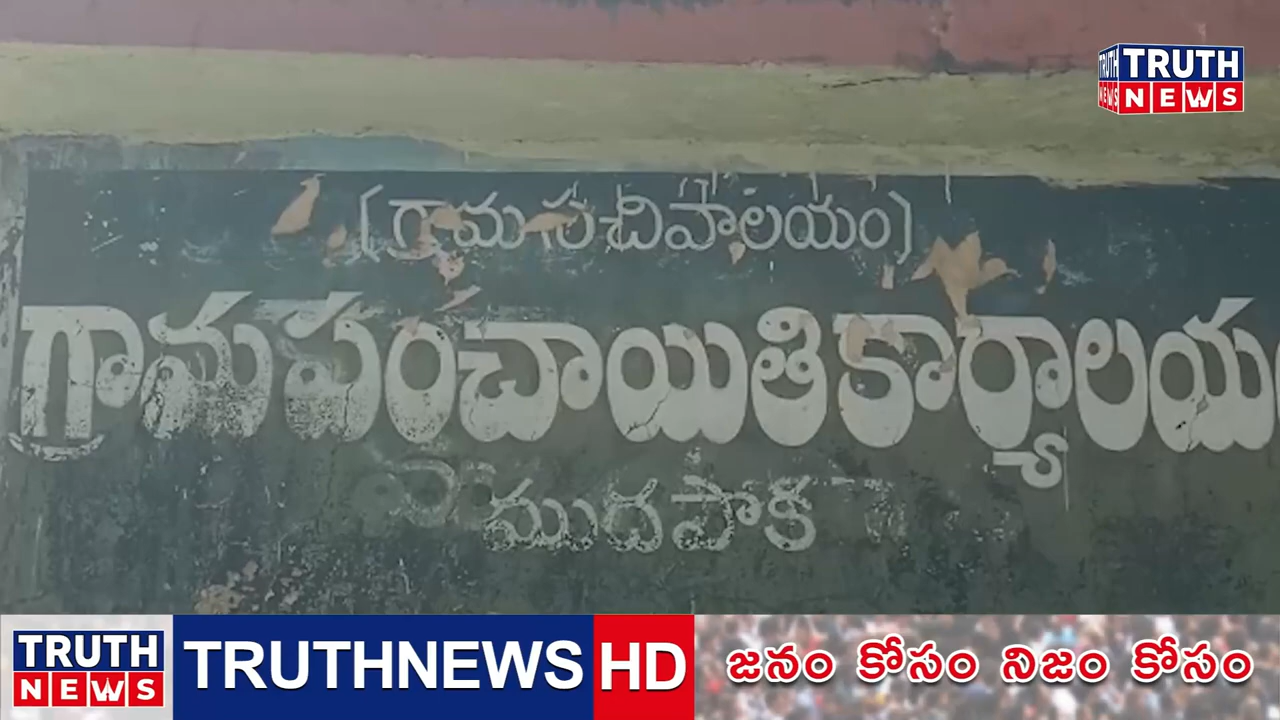 TRUTH
NEWS
(గ్రామ సచివాలయం)
గ్రామ పంచాయితి కార్యాలయం
ముదపాక
TRUTH
NEWS
TRUTHNEWS HD
జనం కోసం నిజం కోసం